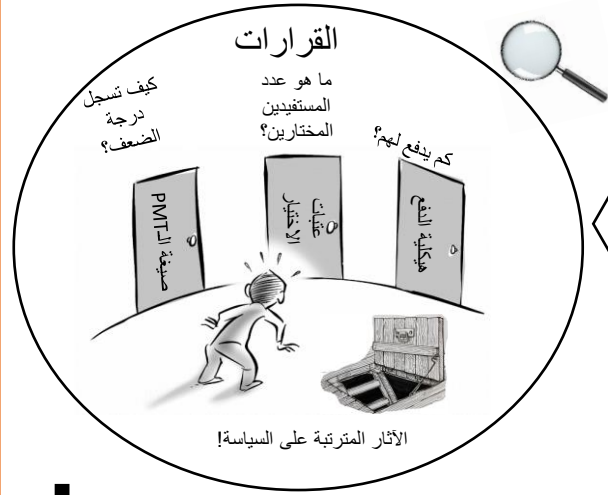 القرارات
كيف تسجل
درجة
الضعف؟
ما هو عدد
المستفيدين
المختارين؟
كم يدفع لهم؟
صيغة الـPMT
عتبات
الاختيار
هيكلية الدفع
الآثار المترتبة على السياسة!